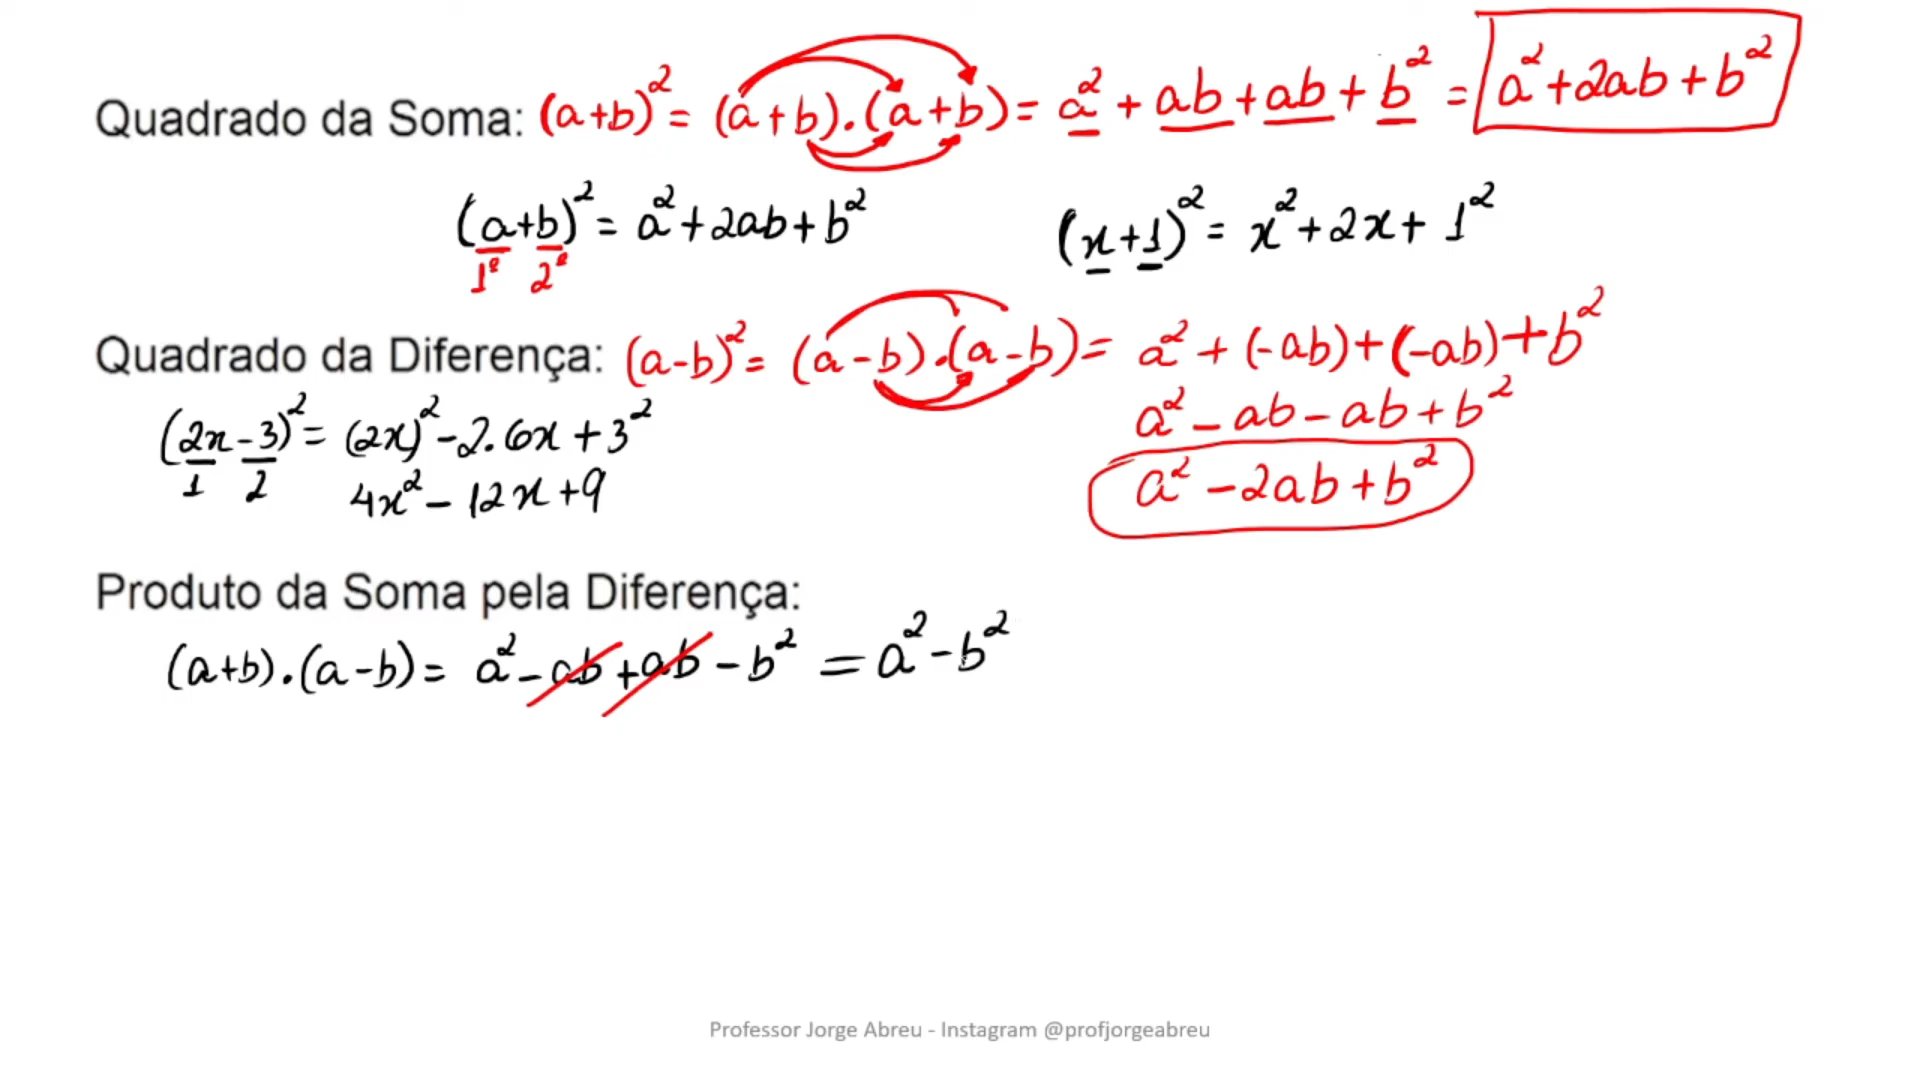 Quadrado da Soma: (a+b)² = (a+b).(a+b) = a² + ab + ab + b² = a² + 2ab + b²
(a+b)² = a² + 2ab + b² (x+1)² = x² + 2x + 1²
1º 2º
Quadrado da Diferença: (a-b)² = (a-b).(a-b) = a² + (-ab) + (-ab) + b²
(2x-3)² = (2x)² - 2.6x + 3² a² - ab - ab + b²
1 2 4x² - 12x + 9 a² - 2ab + b²
Produto da Soma pela Diferença:
(a+b).(a-b) = a² - ab + ab - b² = a² - b²
Professor Jorge Abreu - Instagram @profjorgeabreu